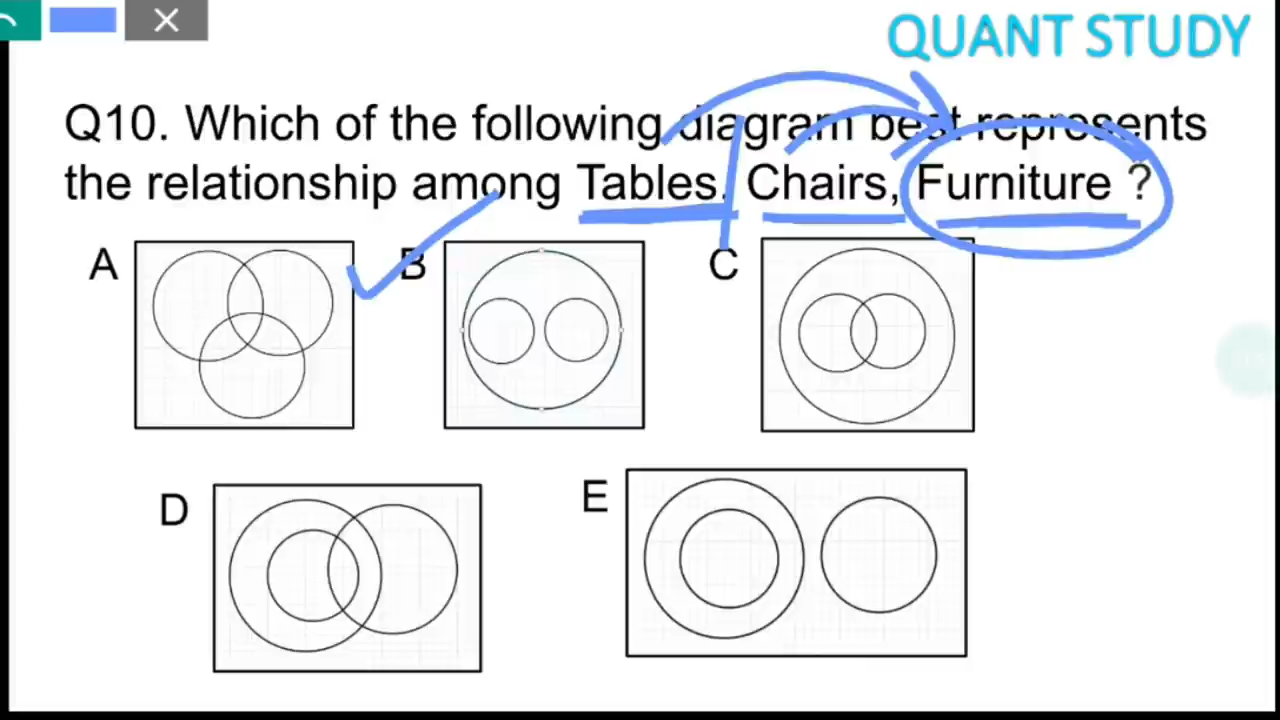 QUANT STUDY
Q10. Which of the following diagram best represents
the relationship among Tables, Chairs, Furniture ?
A
B
C
D
E